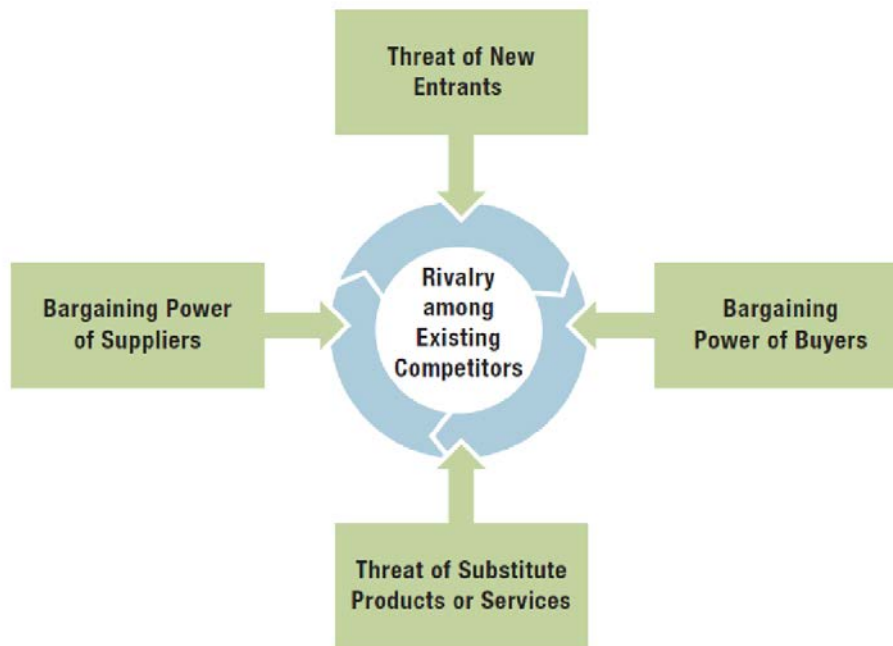 Threat of New
Entrants
Bargaining Power
of Suppliers
Rivalry
among
Existing
Competitors
Bargaining
Power of Buyers
Threat of Substitute
Products or Services